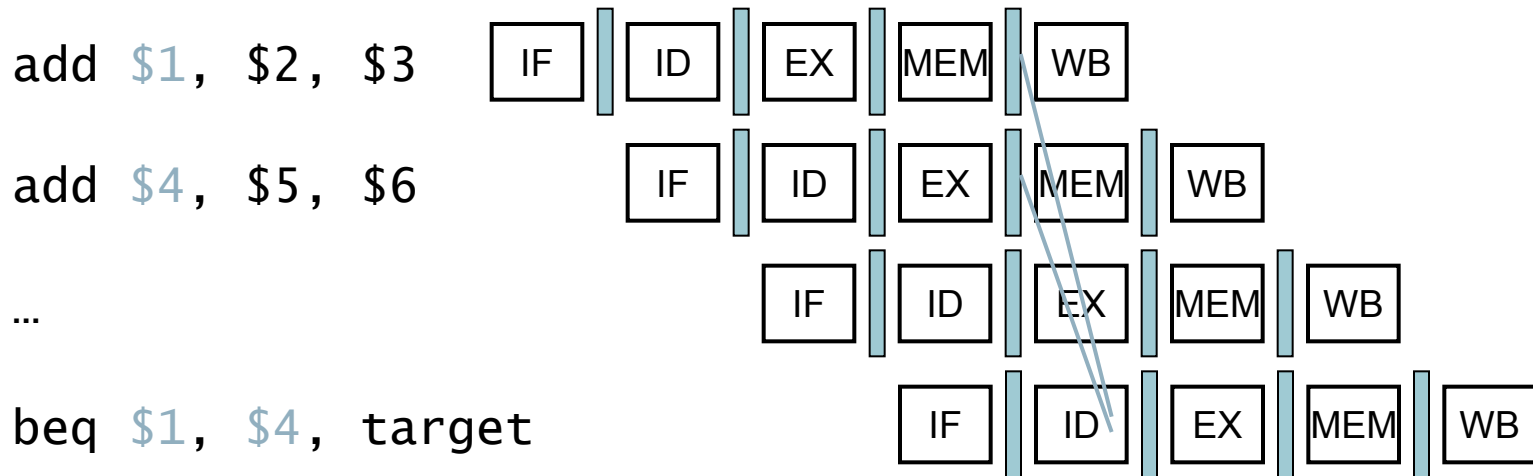 add $1, $2, $3 IF ID EX MEM WB
add $4, $5, $6 IF ID EX MEM WB
… IF ID EX MEM WB
beq $1, $4, target IF ID EX MEM WB